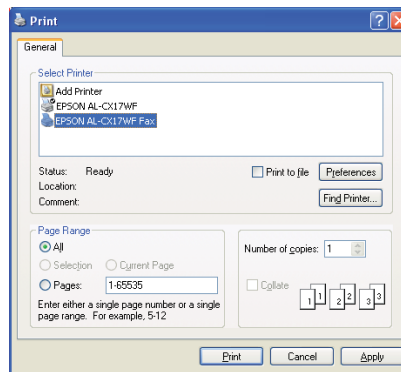 Print
General
Select Printer
Add Printer
EPSON AL-CX17WF
EPSON AL-CX17WF Fax
Status: Ready
Location:
Comment:
Print to file
Preferences
Find Printer...
Page Range
All
Selection Current Page
Pages: 1-65535
Enter either a single page number or a single
page range. For example, 5-12
Number of copies: 1
Collate
1 1 2 2 3 3
Print Cancel Apply